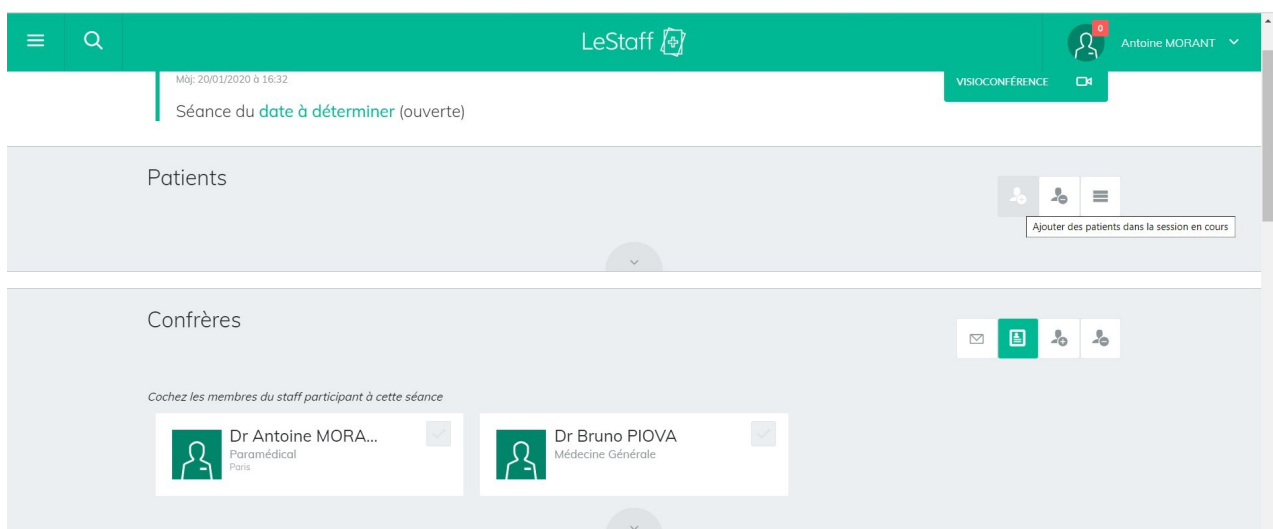 LeStaff
0
Antoine MORANT
Màj: 20/01/2020 à 16:32
VISIOCONFÉRENCE
Séance du date à déterminer (ouverte)
Patients
Ajouter des patients dans la session en cours
Confrères
Cochez les membres du staff participant à cette séance
Dr Antoine MORA...
Paramédical
Paris
Dr Bruno PIOVA
Médecine Générale